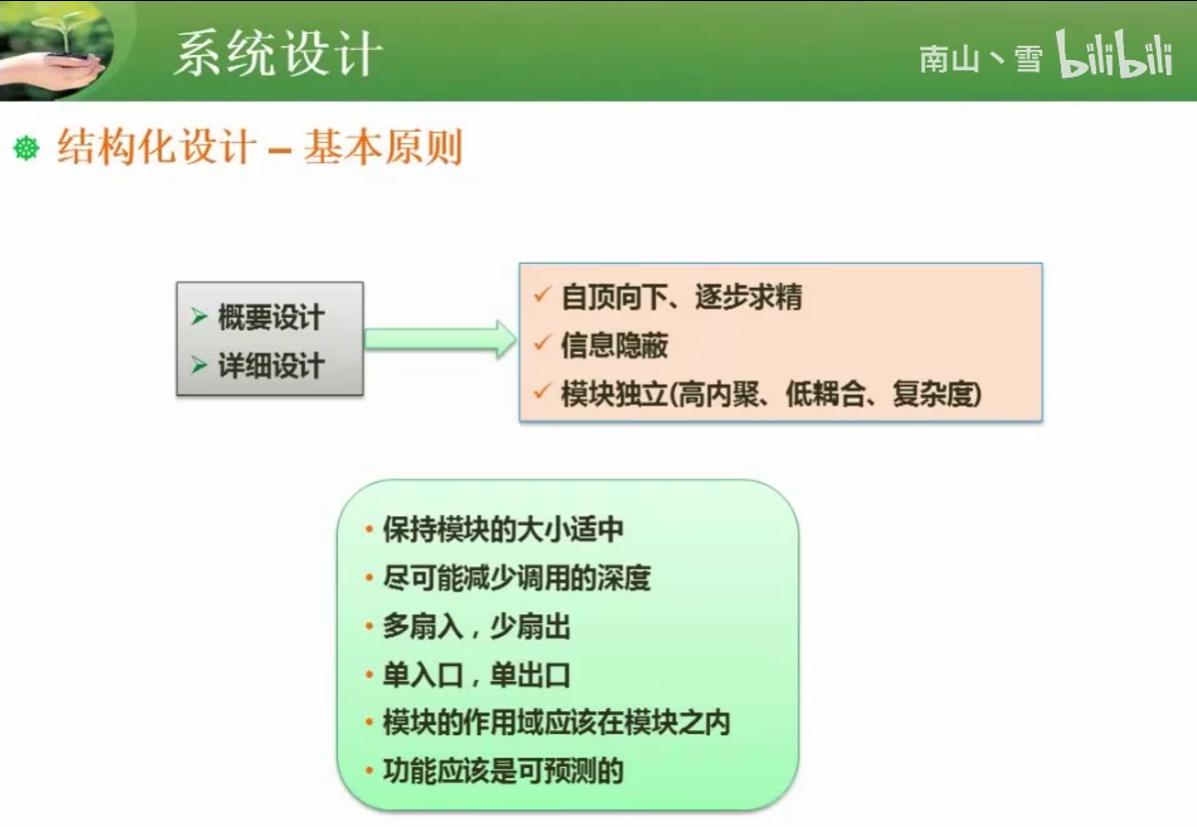 系统设计
南山丶雪 bilibili
结构化设计 – 基本原则
概要设计
详细设计
自顶向下、逐步求精
信息隐蔽
模块独立(高内聚、低耦合、复杂度)
保持模块的大小适中
尽可能减少调用的深度
多扇入，少扇出
单入口，单出口
模块的作用域应该在模块之内
功能应该是可预测的